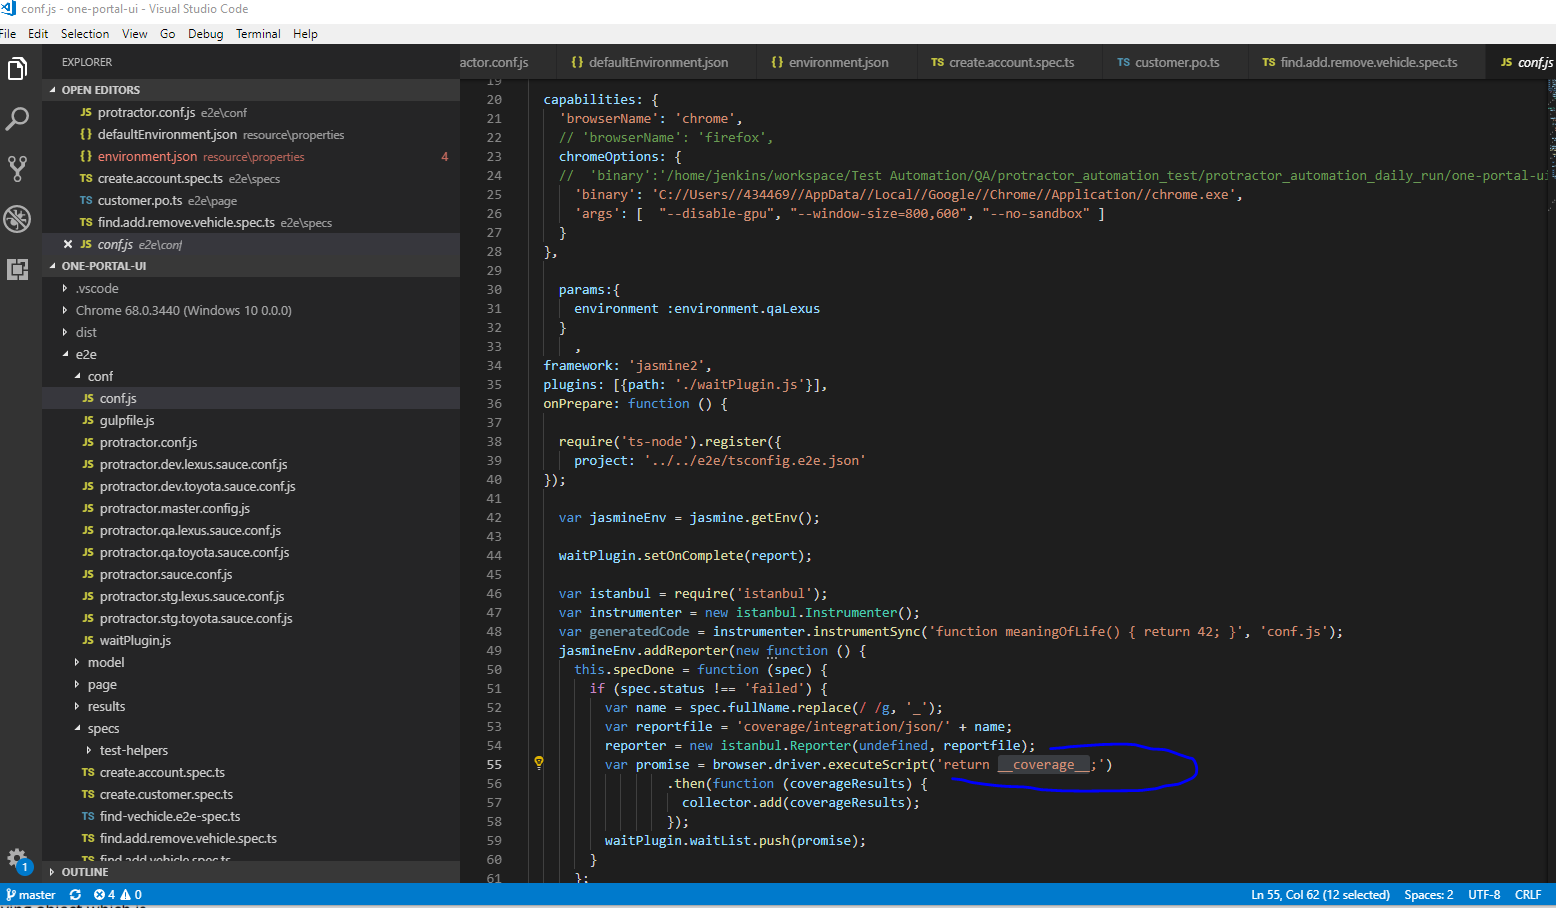 conf.js - one-portal-ui - Visual Studio Code
File Edit Selection View Go Debug Terminal Help
EXPLORER
OPEN EDITORS
JS protractor.conf.js e2e\conf
{} defaultEnvironment.json resource\properties
{} environment.json resource\properties 4
TS create.account.spec.ts e2e\specs
TS customer.po.ts e2e\page
TS find.add.remove.vehicle.spec.ts e2e\specs
JS conf.js e2e\conf
ONE-PORTAL-UI
.vscode
Chrome 68.0.3440 (Windows 10 0.0.0)
dist
e2e
conf
JS conf.js
JS gulpfile.js
JS protractor.conf.js
JS protractor.dev.lexus.sauce.conf.js
JS protractor.dev.toyota.sauce.conf.js
JS protractor.master.config.js
JS protractor.qa.lexus.sauce.conf.js
JS protractor.qa.toyota.sauce.conf.js
JS protractor.sauce.conf.js
JS protractor.stg.lexus.sauce.conf.js
JS protractor.stg.toyota.sauce.conf.js
JS waitPlugin.js
model
page
results
specs
test-helpers
TS create.account.spec.ts
TS create.customer.spec.ts
TS find-vechicle.e2e-spec.ts
TS find.add.remove.vehicle.spec.ts
TS find.add.vehicle.spec.ts
OUTLINE
1
actor.conf.js {} defaultEnvironment.json {} environment.json TS create.account.spec.ts TS customer.po.ts TS find.add.remove.vehicle.spec.ts JS conf.js
19
20 capabilities: {
21 'browserName': 'chrome',
22 // 'browserName': 'firefox',
23 chromeOptions: {
24 // 'binary':'/home/jenkins/workspace/Test Automation/QA/protractor_automation_test/protractor_automation_daily_run/one-portal-ui
25 'binary': 'C://Users//434469//AppData//Local//Google//Chrome//Application//chrome.exe',
26 'args': [ "--disable-gpu", "--window-size=800,600", "--no-sandbox" ]
27 }
28 },
29
30 params:{
31 environment :environment.qaLexus
32 }
33 ,
34 framework: 'jasmine2',
35 plugins: [{path: './waitPlugin.js'}],
36 onPrepare: function () {
37
38 require('ts-node').register({
39 project: '../../e2e/tsconfig.e2e.json'
40 });
41
42 var jasmineEnv = jasmine.getEnv();
43
44 waitPlugin.setOnComplete(report);
45
46 var istanbul = require('istanbul');
47 var instrumenter = new istanbul.Instrumenter();
48 var generatedCode = instrumenter.instrumentSync('function meaningOfLife() { return 42; }', 'conf.js');
49 jasmineEnv.addReporter(new function () {
50 this.specDone = function (spec) {
51 if (spec.status !== 'failed') {
52 var name = spec.fullName.replace(/ /g, '_');
53 var reportfile = 'coverage/integration/json/' + name;
54 reporter = new istanbul.Reporter(undefined, reportfile);
55 var promise = browser.driver.executeScript('return __coverage__;')
56 .then(function (coverageResults) {
57 collector.add(coverageResults);
58 });
59 waitPlugin.waitList.push(promise);
60 }
61 };
master 4 0 Ln 55, Col 62 (12 selected) Spaces: 2 UTF-8 CRLF